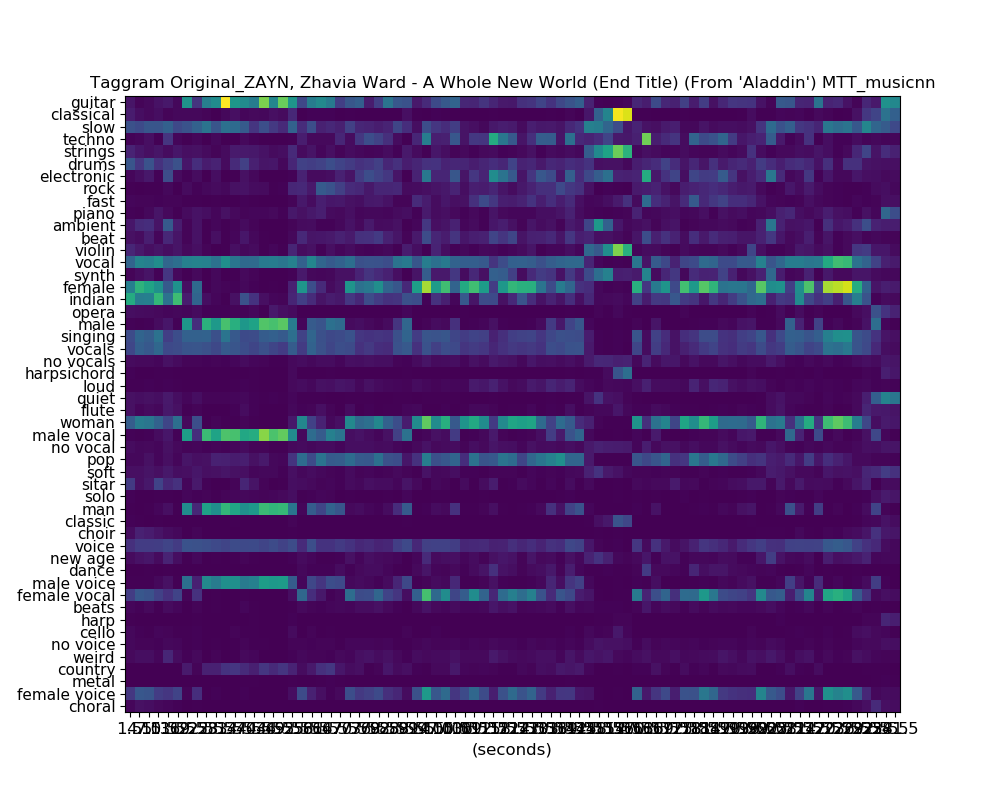 Taggram Original_ZAYN, Zhavia Ward - A Whole New World (End Title) (From 'Aladdin') MTT_musicnn
guitar
classical
slow
techno
strings
drums
electronic
rock
fast
piano
ambient
beat
violin
vocal
synth
female
indian
opera
male
singing
vocals
no vocals
harpsichord
loud
quiet
flute
woman
male vocal
no vocal
pop
soft
sitar
solo
man
classic
choir
voice
new age
dance
male voice
female vocal
beats
harp
cello
no voice
weird
country
metal
female voice
choral
(seconds)